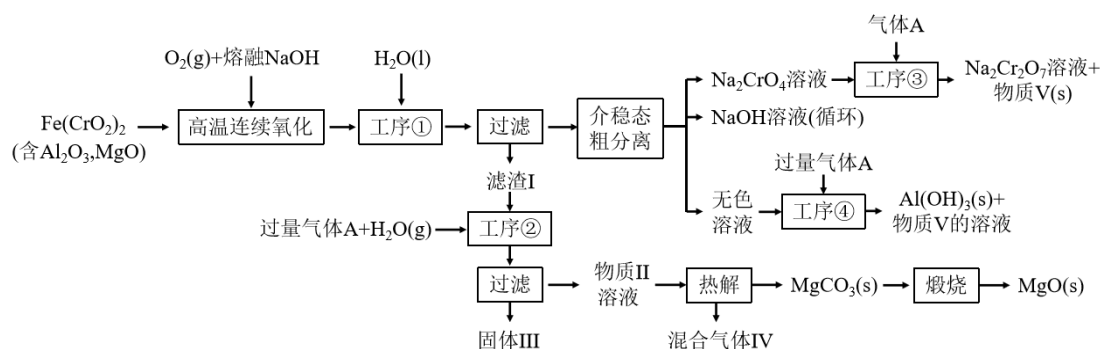 气体A
O₂(g)+熔融NaOH
H₂O(l)
Na₂CrO₄溶液
工序③
Na₂Cr₂O₇溶液+
物质V(s)
Fe(CrO₂)₂
(含Al₂O₃,MgO)
高温连续氧化
工序①
过滤
介稳态
粗分离
NaOH溶液(循环)
过量气体A
滤渣I
无色
溶液
工序④
Al(OH)₃(s)+
物质V的溶液
过量气体A+H₂O(g)
工序②
过滤
物质II
溶液
热解
MgCO₃(s)
煅烧
MgO(s)
固体III
混合气体IV